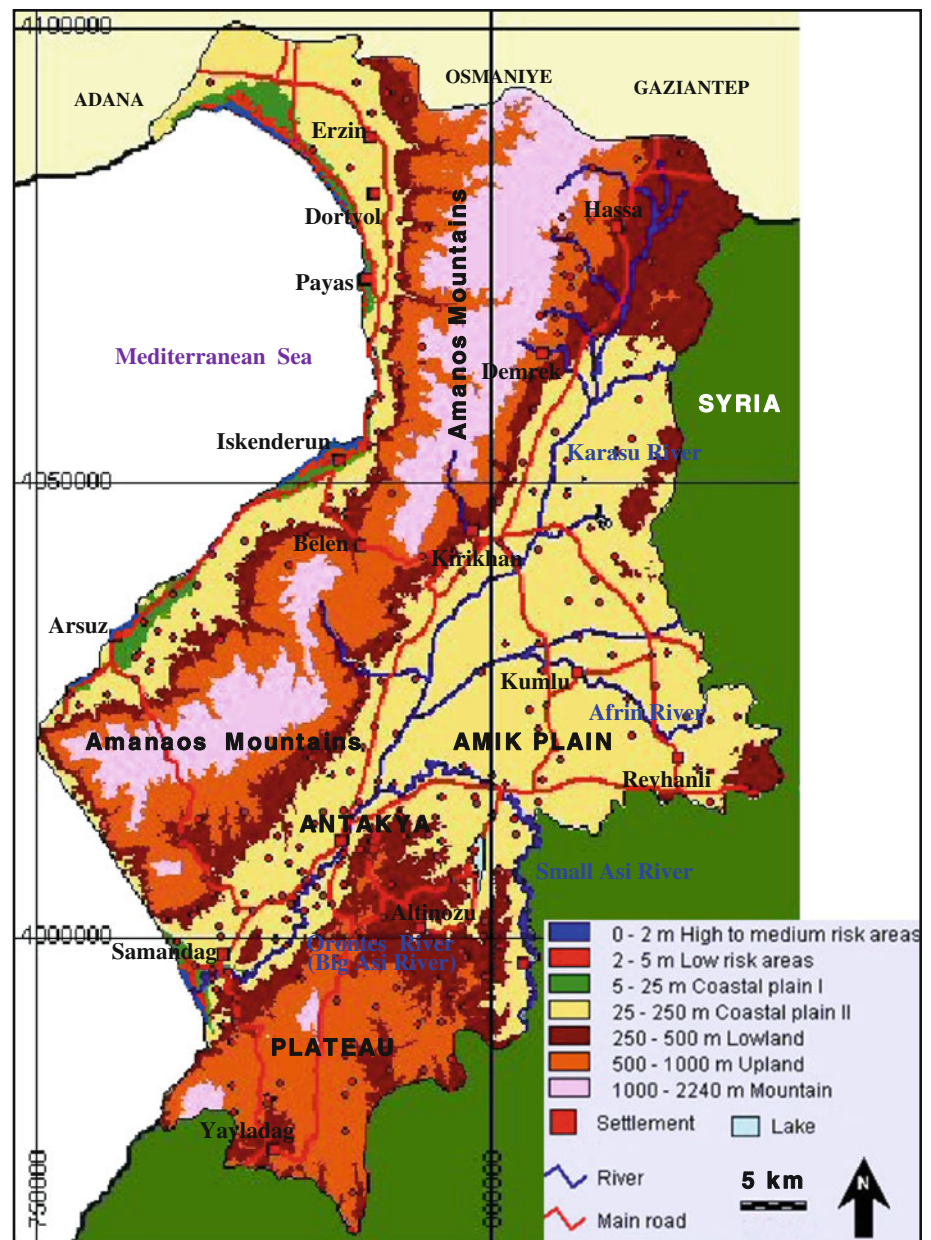 4100000
OSMANIYE
ADANA
GAZIANTEP
Erzin
Dortyol
Hassa
Amanos Mountains
Payas
Mediterranean Sea
Demrek
SYRIA
Iskenderun
Karasu River
Belen
Kirikhan
Arsuz
Kumlu
Afrin River
Amanaos Mountains
AMIK PLAIN
Reyhanli
ANTAKYA
Small Asi River
Altinozu
Samandag
Orontes River
(Big Asi River)
PLATEAU
Yayladag
0 - 2 m High to medium risk areas
2 - 5 m Low risk areas
5 - 25 m Coastal plain I
25 - 250 m Coastal plain II
250 - 500 m Lowland
500 - 1000 m Upland
1000 - 2240 m Mountain
Settlement
Lake
River
5 km
N
Main road